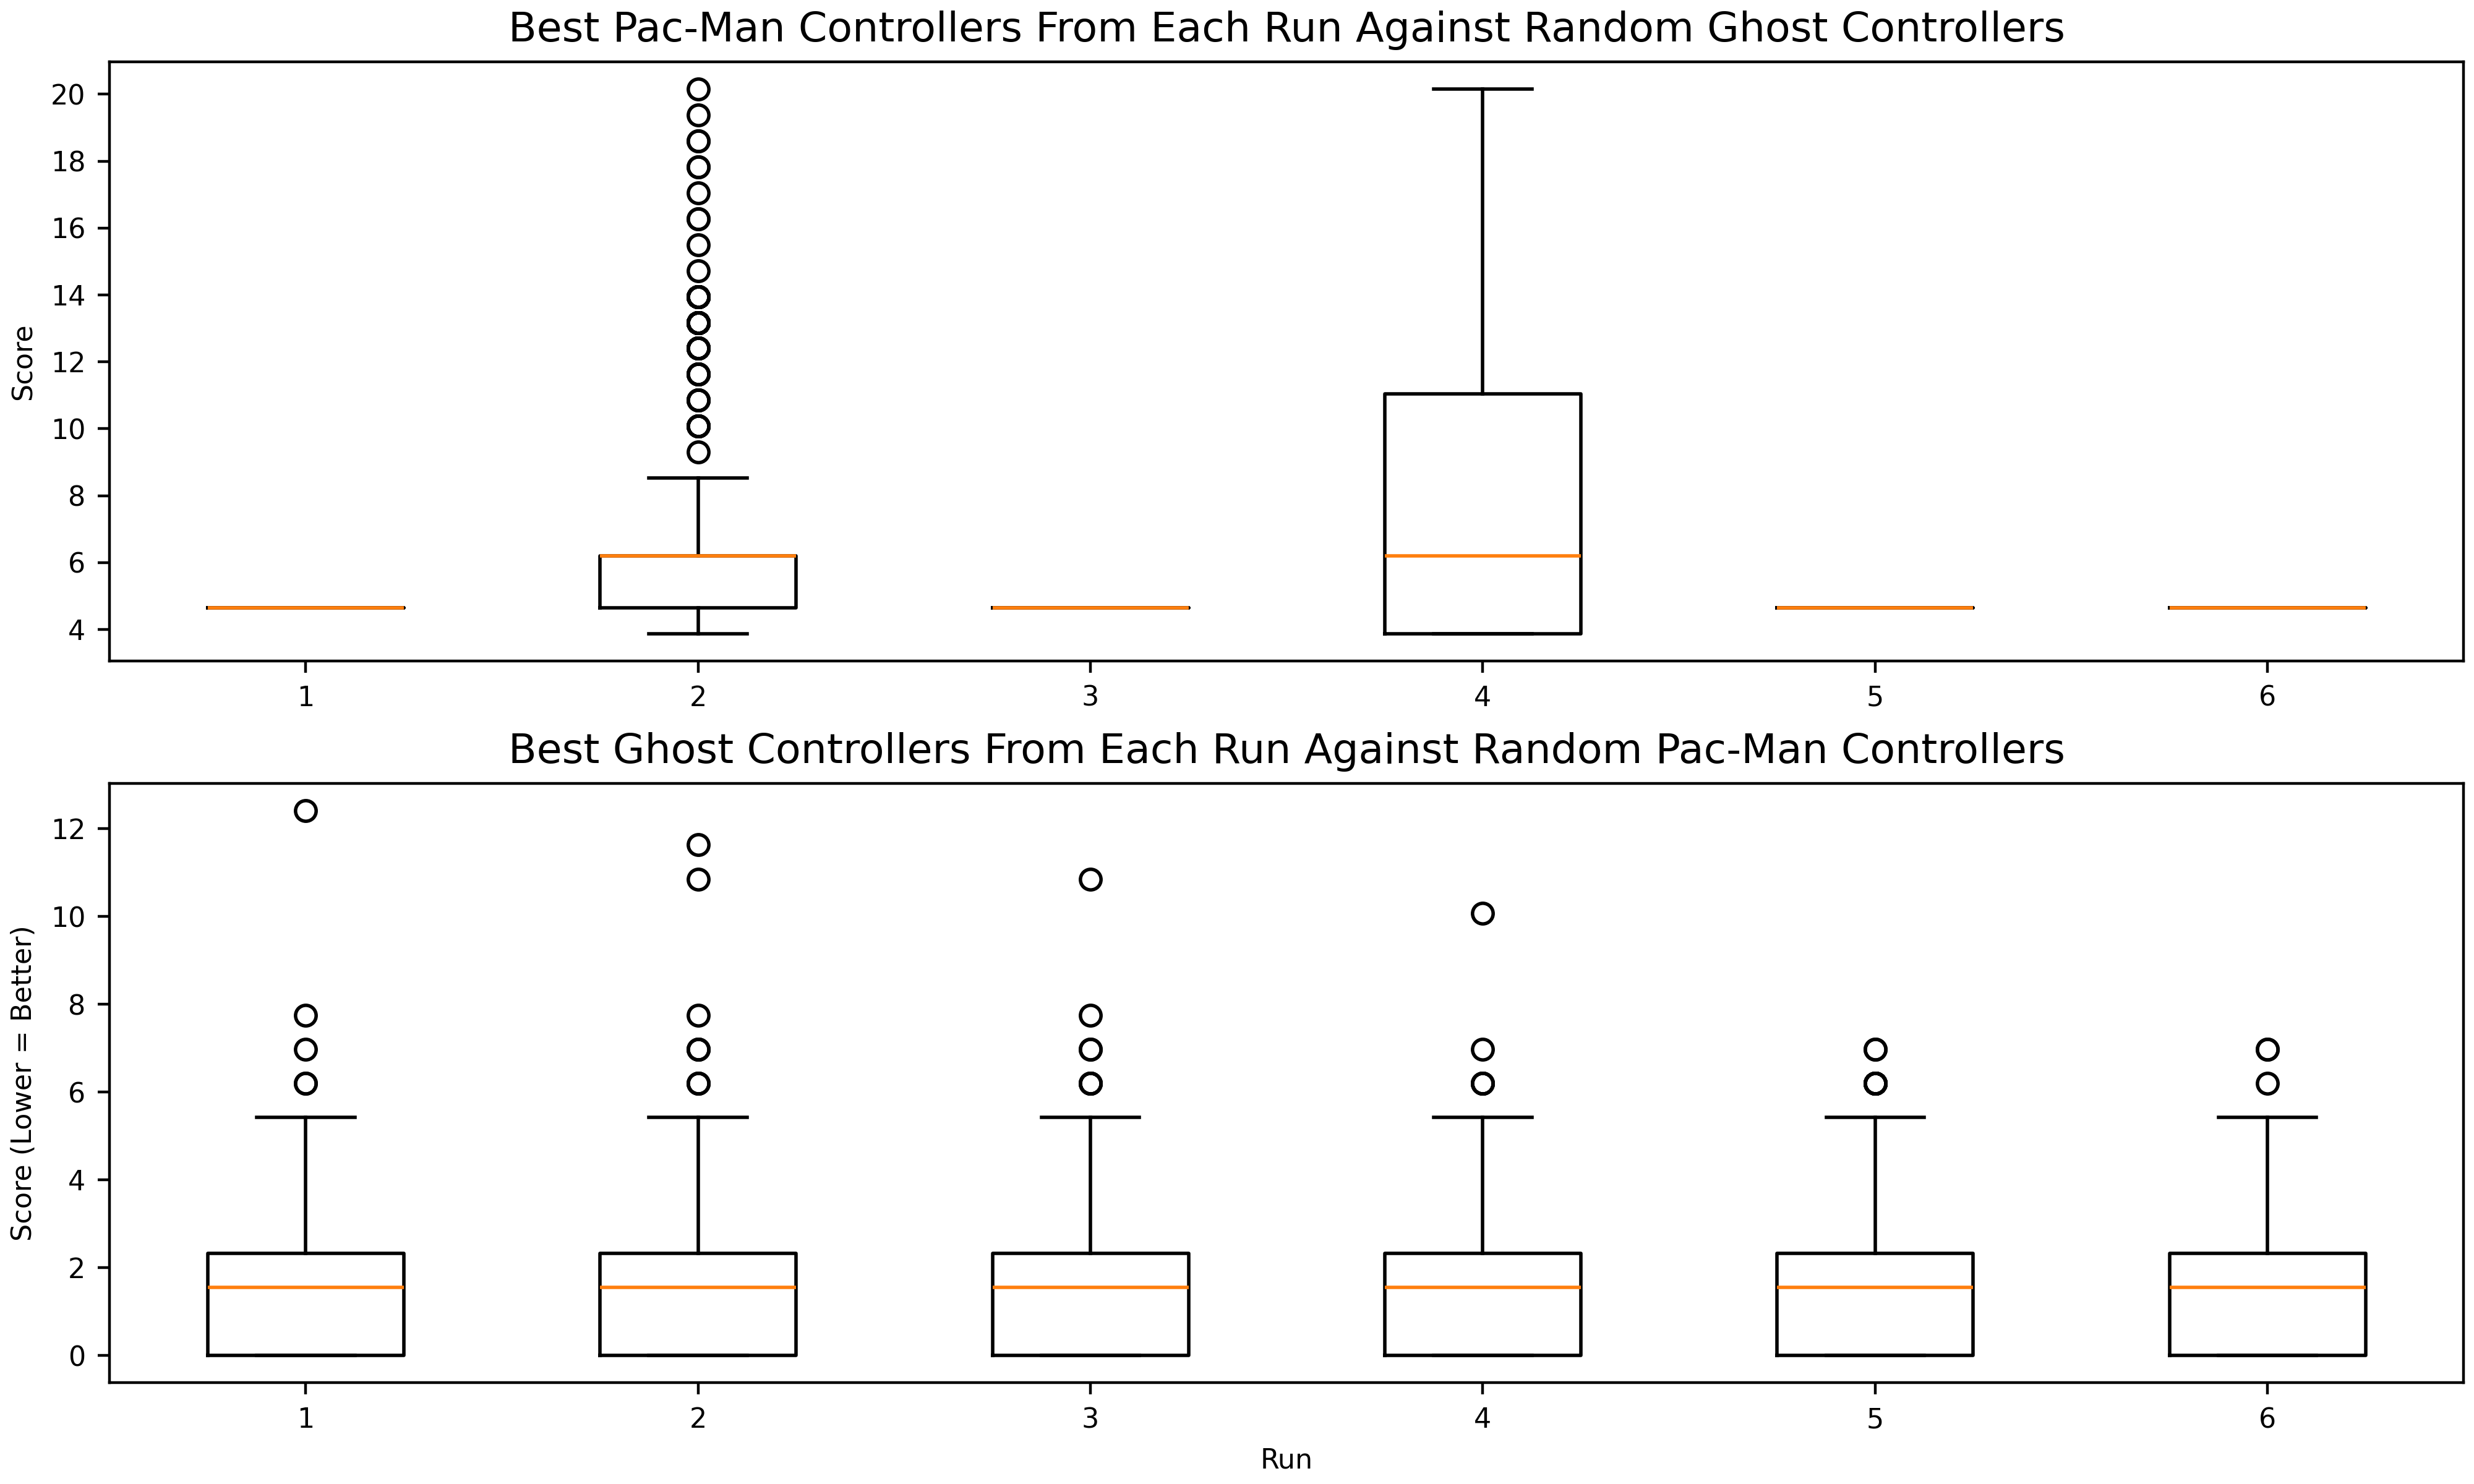 Best Pac-Man Controllers From Each Run Against Random Ghost Controllers
Score
20
18
16
14
12
10
8
6
4
1 2 3 4 5 6
Best Ghost Controllers From Each Run Against Random Pac-Man Controllers
Score (Lower = Better)
12
10
8
6
4
2
0
1 2 3 4 5 6
Run